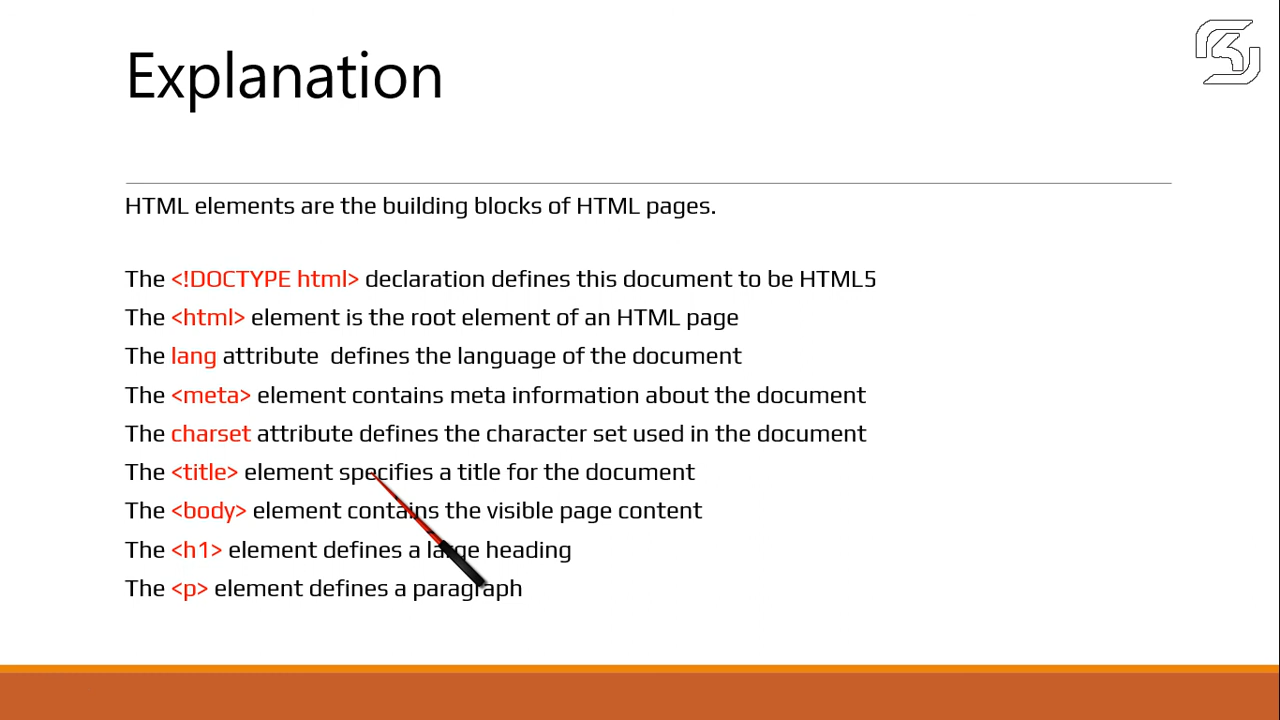 Explanation
HTML elements are the building blocks of HTML pages.
The <!DOCTYPE html> declaration defines this document to be HTML5
The <html> element is the root element of an HTML page
The lang attribute  defines the language of the document
The <meta> element contains meta information about the document
The charset attribute defines the character set used in the document
The <title> element specifies a title for the document
The <body> element contains the visible page content
The <h1> element defines a large heading
The <p> element defines a paragraph